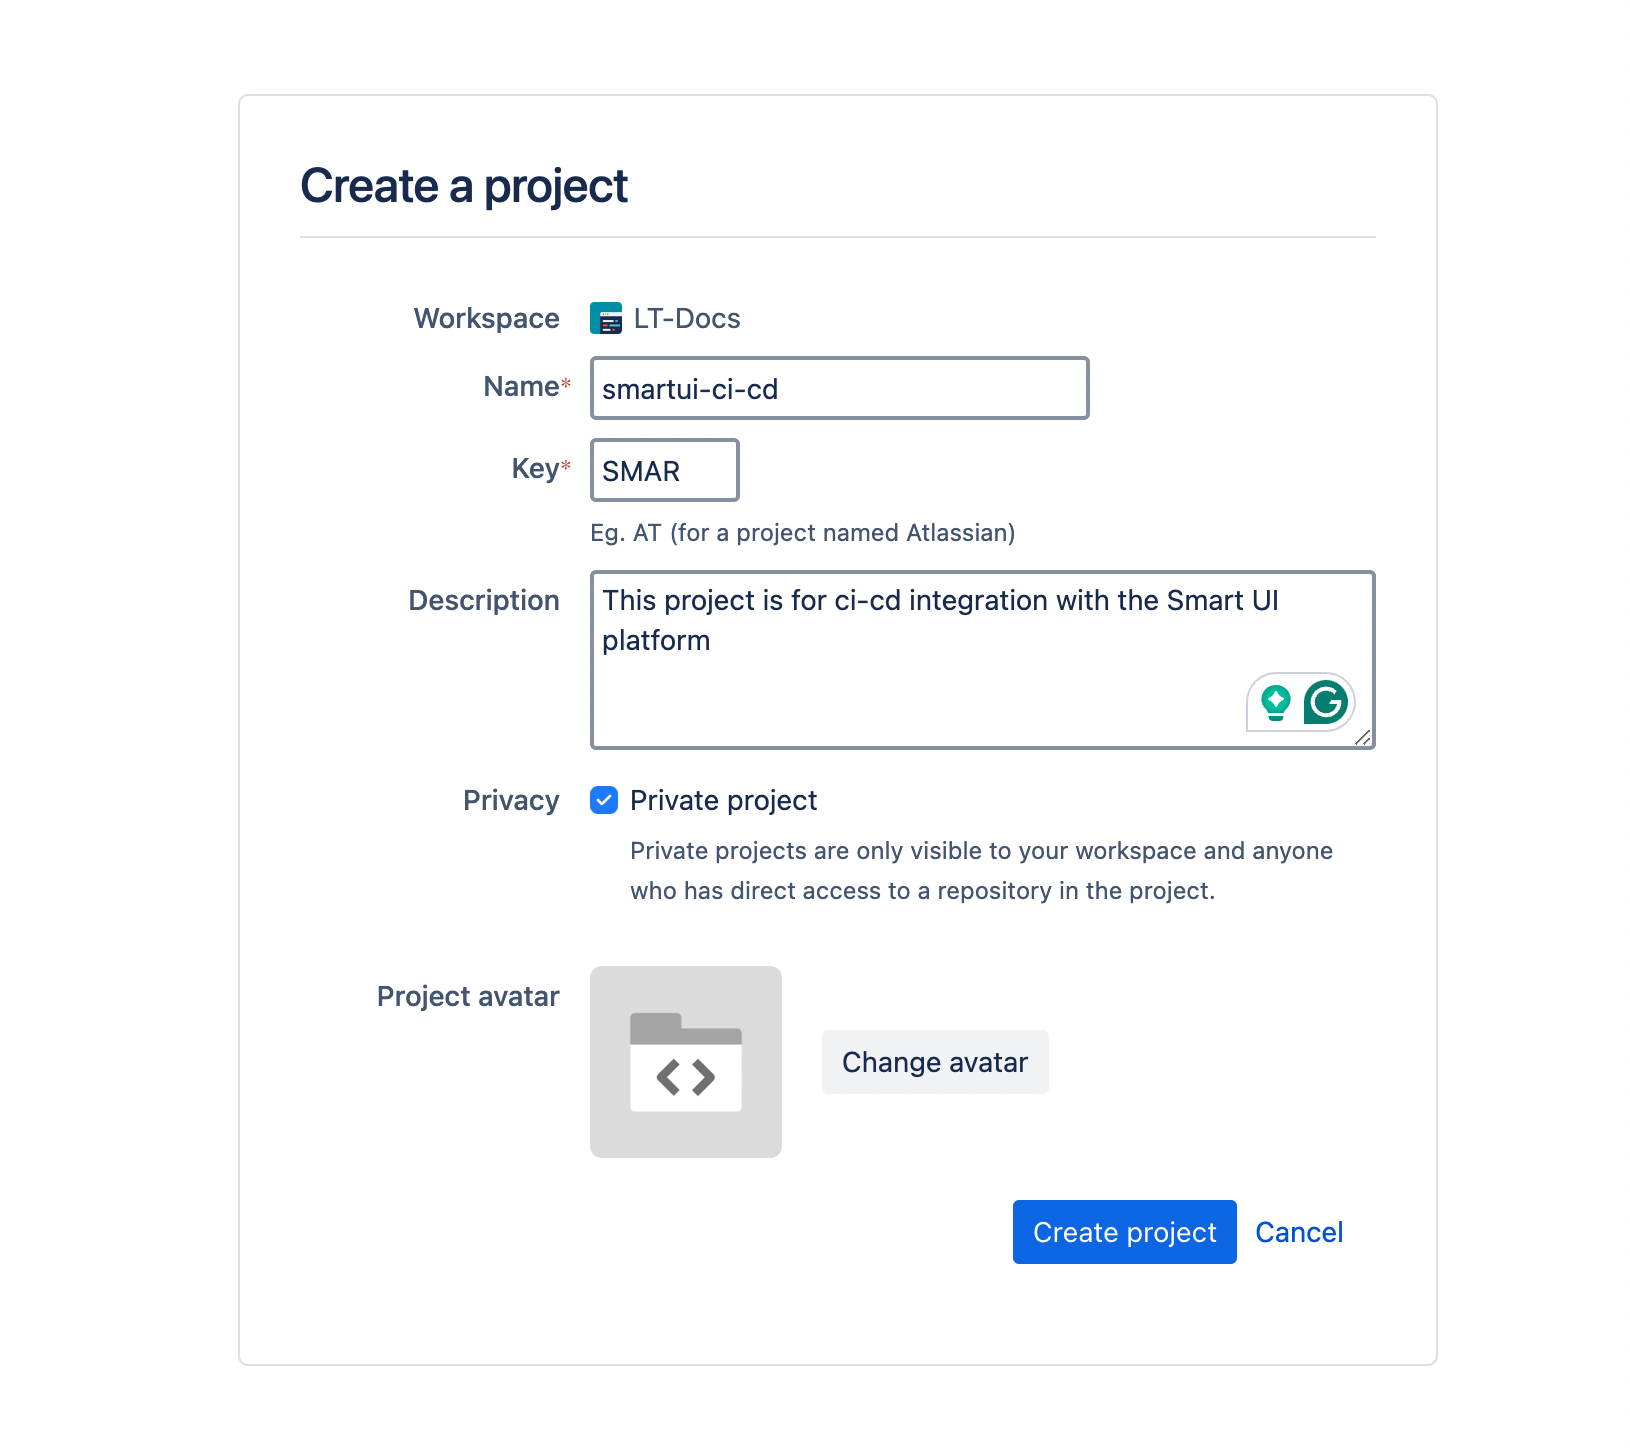 Create a project
Workspace LT-Docs
Name* smartui-ci-cd
Key* SMAR
Eg. AT (for a project named Atlassian)
Description This project is for ci-cd integration with the Smart UI
platform
Privacy Private project
Private projects are only visible to your workspace and anyone
who has direct access to a repository in the project.
Project avatar
Change avatar
Create project Cancel